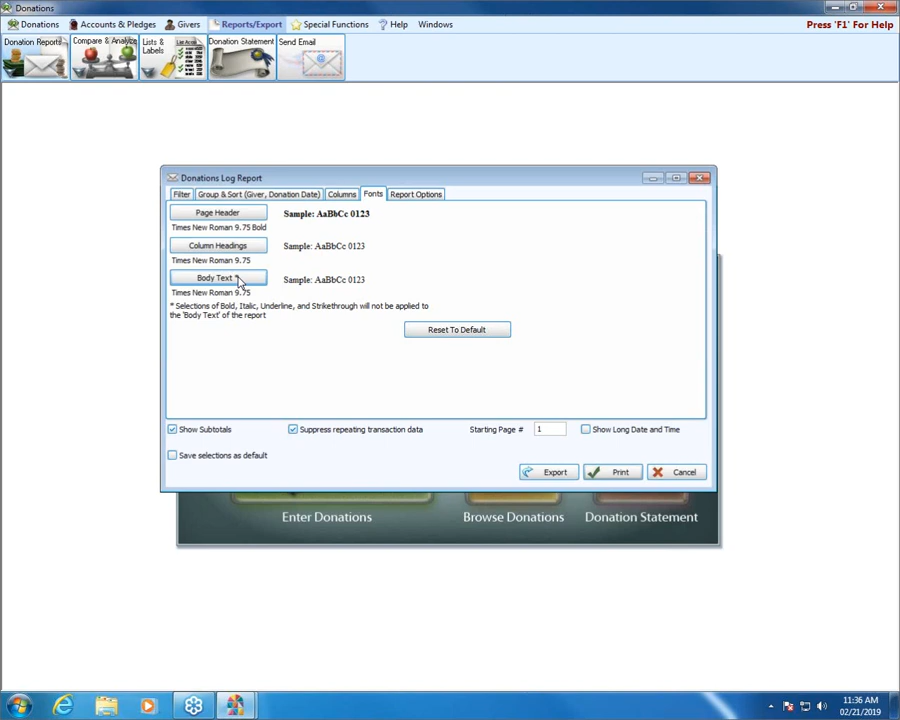 Donations
Donations Accounts & Pledges Givers Reports/Export Special Functions Help Windows Press 'F1' For Help
Donation Reports Compare & Analyze Lists & Labels Donation Statement Send Email
Donations Log Report
Filter Group & Sort (Giver, Donation Date) Columns Fonts Report Options
Page Header Sample: AaBbCc 0123
Times New Roman 9.75 Bold
Column Headings Sample: AaBbCc 0123
Times New Roman 9.75
Body Text * Sample: AaBbCc 0123
Times New Roman 9.75
* Selections of Bold, Italic, Underline, and Strikethrough will not be applied to
the 'Body Text' of the report
Reset To Default
Show Subtotals Suppress repeating transaction data Starting Page # 1 Show Long Date and Time
Save selections as default
Export Print Cancel
Enter Donations Browse Donations Donation Statement
11:36 AM
02/21/2019